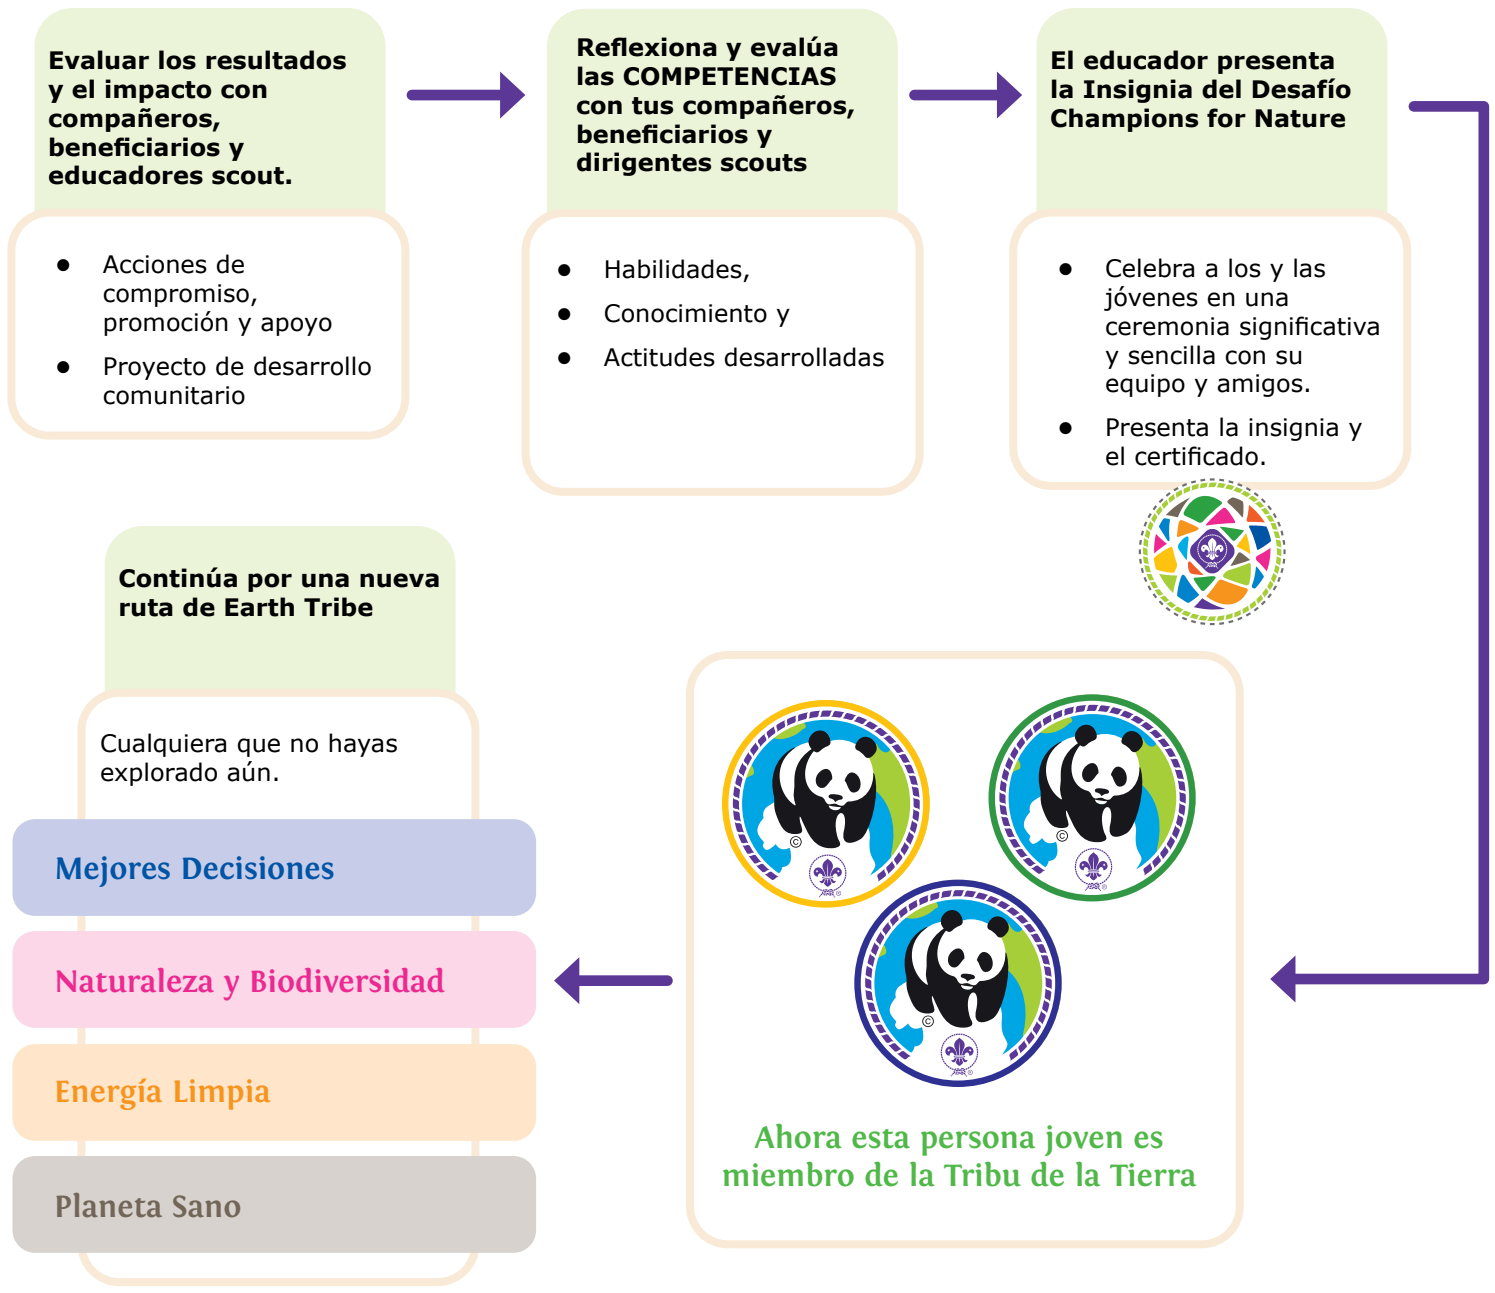 Evaluar los resultados
y el impacto con
compañeros,
beneficiarios y
educadores scout.
• Acciones de
compromiso,
promoción y apoyo
• Proyecto de desarrollo
comunitario
Reflexiona y evalúa
las COMPETENCIAS
con tus compañeros,
beneficiarios y
dirigentes scouts
• Habilidades,
• Conocimiento y
• Actitudes desarrolladas
El educador presenta
la Insignia del Desafío
Champions for Nature
• Celebra a los y las
jóvenes en una
ceremonia significativa
y sencilla con su
equipo y amigos.
• Presenta la insignia y
el certificado.
©
®
©
®
©
®
Ahora esta persona joven es
miembro de la Tribu de la Tierra
Continúa por una nueva
ruta de Earth Tribe
Cualquiera que no hayas
explorado aún.
Mejores Decisiones
Naturaleza y Biodiversidad
Energía Limpia
Planeta Sano